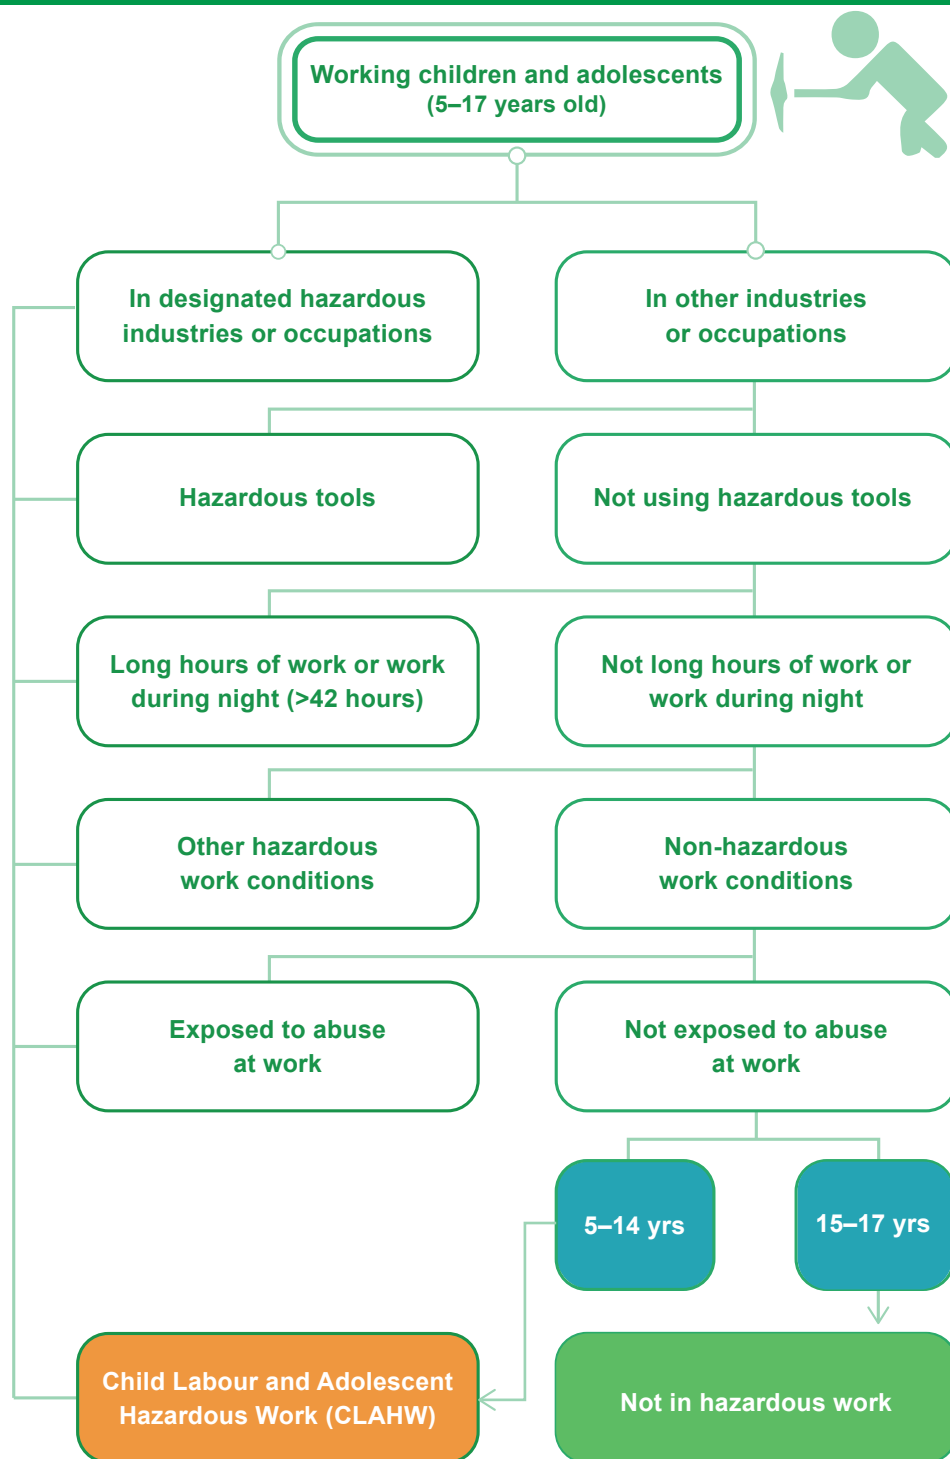 Working children and adolescents
(5–17 years old)
In designated hazardous
industries or occupations
In other industries
or occupations
Hazardous tools
Not using hazardous tools
Long hours of work or work
during night (>42 hours)
Not long hours of work or
work during night
Other hazardous
work conditions
Non-hazardous
work conditions
Exposed to abuse
at work
Not exposed to abuse
at work
5–14 yrs
15–17 yrs
Child Labour and Adolescent
Hazardous Work (CLAHW)
Not in hazardous work